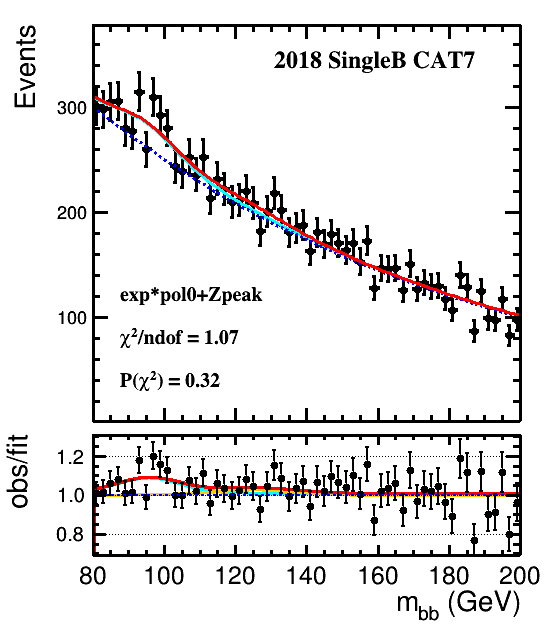 Events
2018 SingleB CAT7
300
200
100
exp*pol0+Zpeak
χ²/ndof = 1.07
P(χ²) = 0.32
obs/fit
1.2
1.0
0.8
80 100 120 140 160 180 200
m_bb (GeV)